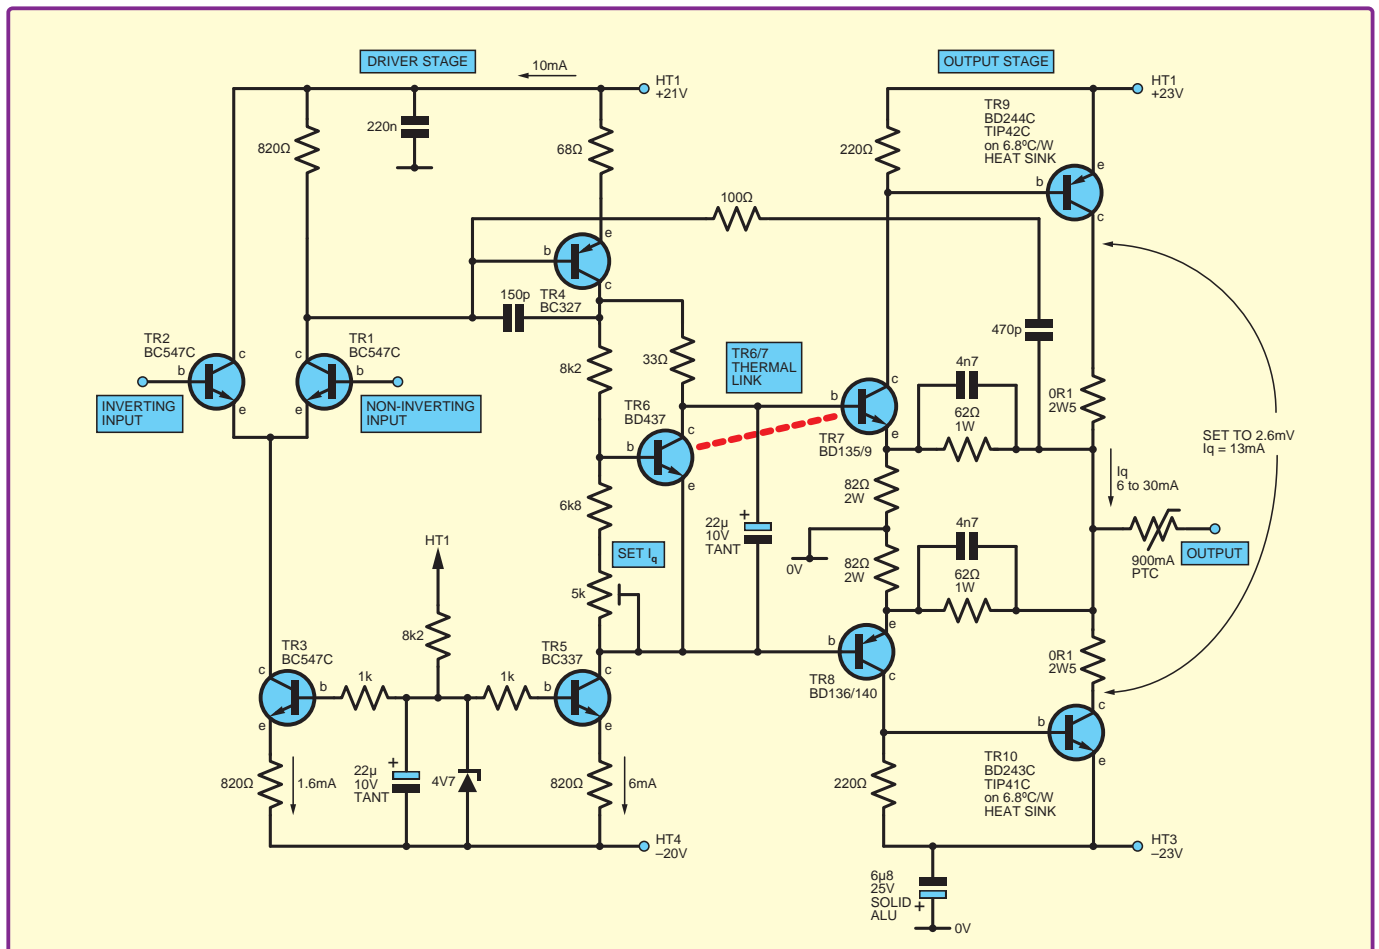 DRIVER STAGE
10mA
HT1
+21V
OUTPUT STAGE
HT1
+23V
TR9
BD244C
TIP42C
on 6.8ºC/W
HEAT SINK
220n
820Ω
68Ω
220Ω
b
e
c
100Ω
e
b
c
TR4
BC327
150p
470p
TR2
BC547C
TR1
BC547C
c
b
e
c
b
e
INVERTING
INPUT
NON-INVERTING
INPUT
8k2
33Ω
TR6/7
THERMAL
LINK
4n7
62Ω
1W
0R1
2W5
TR6
BD437
c
b
e
c
b
e
TR7
BD135/9
SET TO 2.6mV
Iq = 13mA
Iq
6 to 30mA
6k8
82Ω
2W
22µ
10V
TANT
+
HT1
SET Iq
0V
82Ω
2W
4n7
62Ω
1W
900mA
PTC
OUTPUT
5k
8k2
TR3
BC547C
c
b
e
1k
1k
TR5
BC337
c
b
e
b
e
c
TR8
BD136/140
0R1
2W5
c
b
e
TR10
BD243C
TIP41C
on 6.8ºC/W
HEAT SINK
820Ω
1.6mA
22µ
10V
TANT
+
4V7
820Ω
6mA
220Ω
HT4
–20V
HT3
–23V
6µ8
25V
SOLID
ALU
+
0V